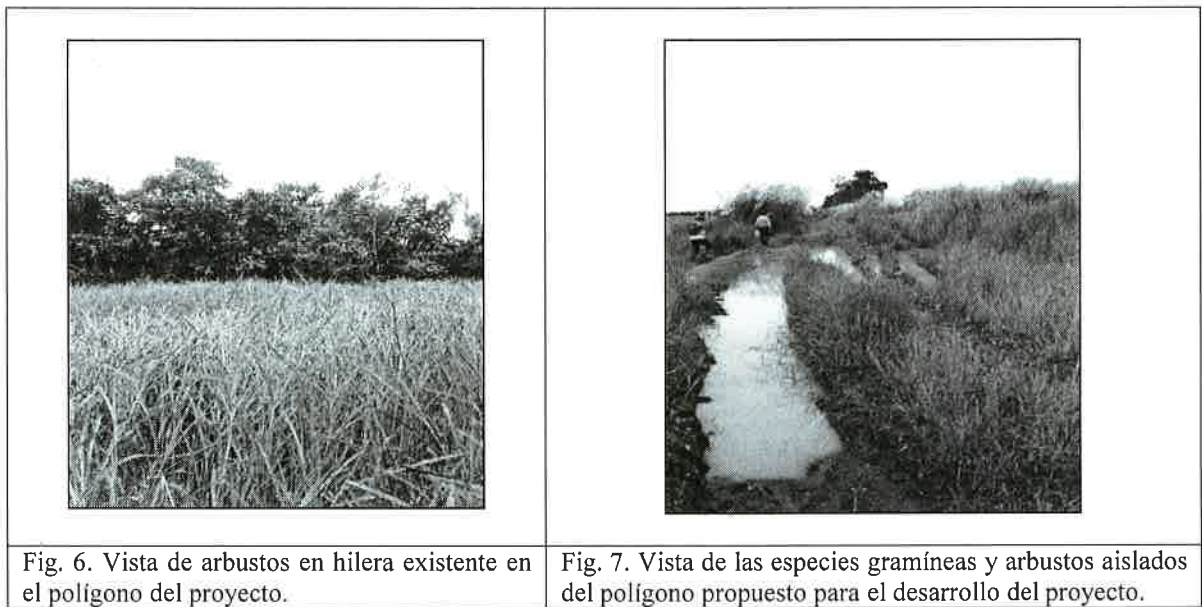 Fig. 6. Vista de arbustos en hilera existente en
el polígono del proyecto.
Fig. 7. Vista de las especies gramíneas y arbustos aislados
del polígono propuesto para el desarrollo del proyecto.